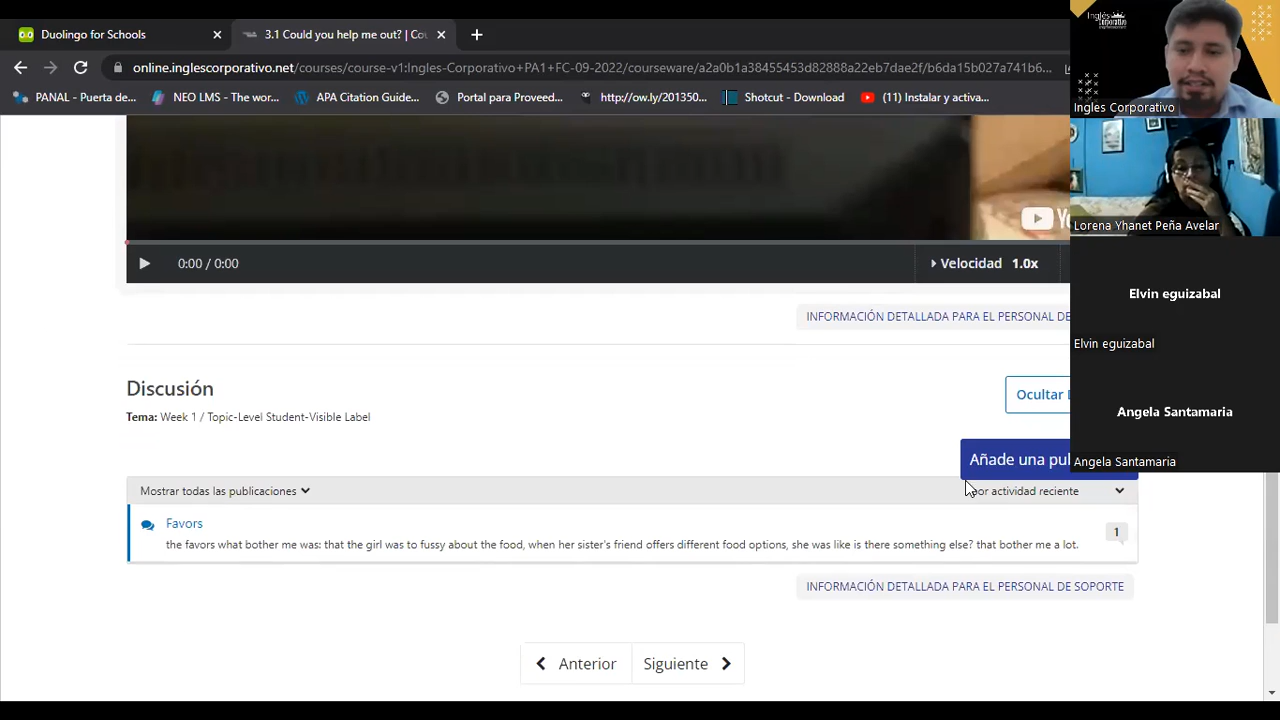 Duolingo for Schools
3.1 Could you help me out? | Co
online.inglescorporativo.net/courses/course-v1:Ingles-Corporativo+PA1+FC-09-2022/courseware/a2a0b1a38455453d82888a22eb7dae2f/b6da15b027a741b6...
PANAL - Puerta de...
NEO LMS - The wor...
APA Citation Guide...
Portal para Proveed...
http://ow.ly/201350...
Shotcut - Download
(11) Instalar y activa...
Inglés
Corporativo
Ingles Corporativo
Lorena Yhanet Peña Avelar
0:00 / 0:00
Velocidad 1.0x
Elvin eguizabal
INFORMACIÓN DETALLADA PARA EL PERSONAL DE
Elvin eguizabal
Discusión
Ocultar
Tema: Week 1 / Topic-Level Student-Visible Label
Angela Santamaria
Añade una pul
Angela Santamaria
Mostrar todas las publicaciones
por actividad reciente
Favors
1
the favors what bother me was: that the girl was to fussy about the food, when her sister's friend offers different food options, she was like is there something else? that bother me a lot.
INFORMACIÓN DETALLADA PARA EL PERSONAL DE SOPORTE
Anterior
Siguiente